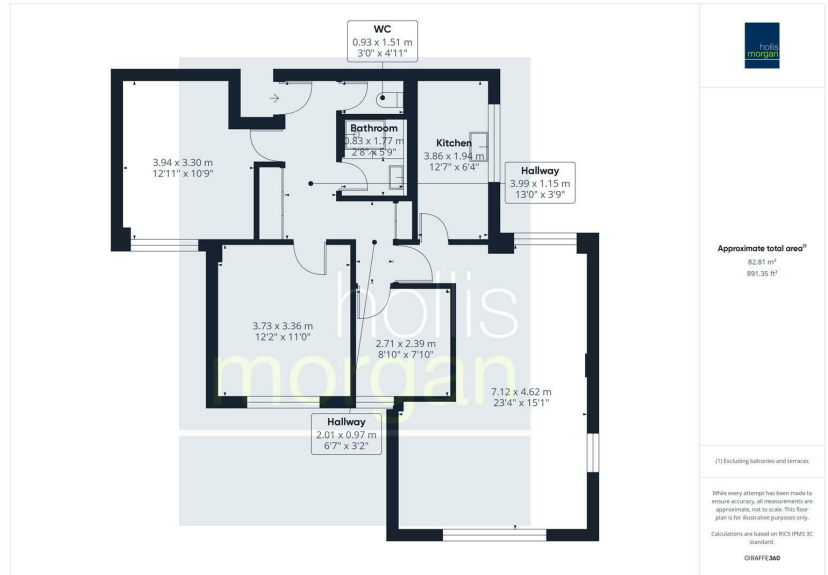 WC
0.93 x 1.51 m
3'0" x 4'11"
hollis
morgan
Bathroom
0.83 x 1.77 m
2'8" x 5'9"
Kitchen
3.86 x 1.94 m
12'7" x 6'4"
Hallway
3.99 x 1.15 m
13'0" x 3'9"
3.94 x 3.30 m
12'11" x 10'9"
Approximate total area(1)
82.81 m²
891.35 ft²
3.73 x 3.36 m
12'2" x 11'0"
hollis
morgan
2.71 x 2.39 m
8'10" x 7'10"
7.12 x 4.62 m
23'4" x 15'1"
Hallway
2.01 x 0.97 m
6'7" x 3'2"
(1) Excluding balconies and terraces
While every attempt has been made to
ensure accuracy, all measurements are
approximate, not to scale. This floor
plan is for illustrative purposes only.
Calculations are based on RICS IPMS 3C
standard.
GIRAFFE360